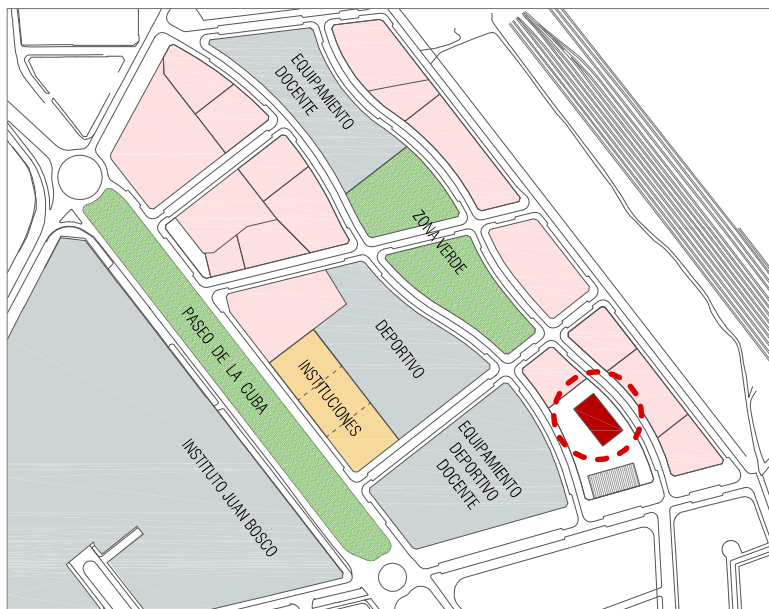 EQUIPAMIENTO
DOCENTE
ZONA VERDE
PASEO DE LA CUBA
DEPORTIVO
INSTITUCIONES
INSTITUTO JUAN BOSCO
EQUIPAMIENTO
DEPORTIVO
DOCENTE